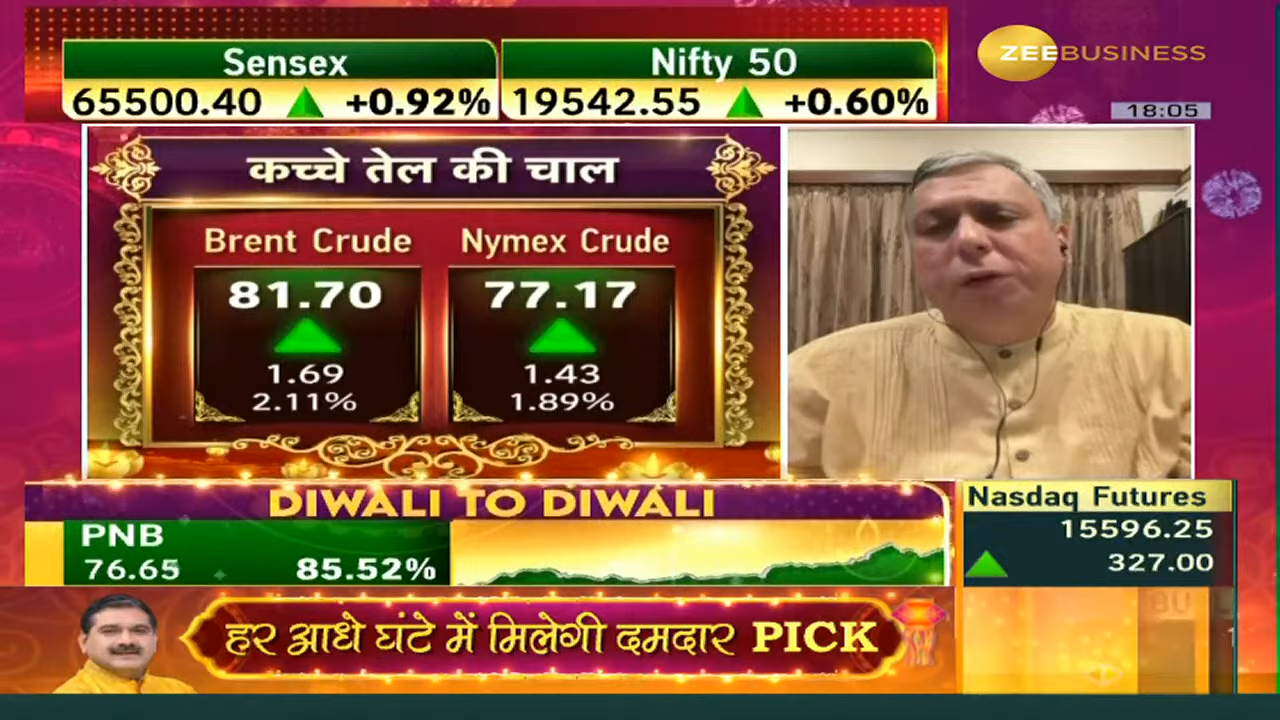 Sensex
65500.40 +0.92%
Nifty 50
19542.55 +0.60%
ZEEBUSINESS
18:05
कच्चे तेल की चाल
Brent Crude
81.70
1.69
2.11%
Nymex Crude
77.17
1.43
1.89%
DIWALI TO DIWALI
PNB
76.65 85.52%
Nasdaq Futures
15596.25
327.00
हर आधे घंटे में मिलेगी दमदार PICK